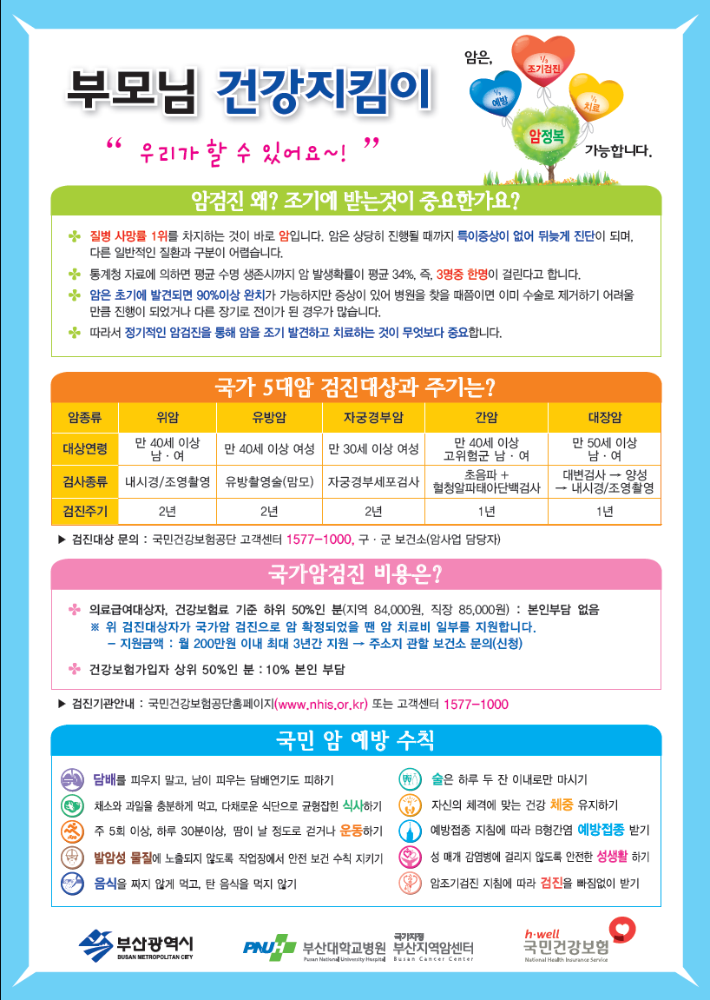 부모님 건강지킴이
“ 우리가 할 수 있어요~! ”
암은,
1/3
조기검진
1/3
예방
1/3
치료
암정복
가능합니다.
암검진 왜? 조기에 받는것이 중요한가요?
질병 사망률 1위를 차지하는 것이 바로 암입니다. 암은 상당히 진행될 때까지 특이증상이 없어 뒤늦게 진단이 되며,
다른 일반적인 질환과 구분이 어렵습니다.
통계청 자료에 의하면 평균 수명 생존시까지 암 발생확률이 평균 34%, 즉, 3명중 한명이 걸린다고 합니다.
암은 초기에 발견되면 90%이상 완치가 가능하지만 증상이 있어 병원을 찾을 때쯤이면 이미 수술로 제거하기 어려울
만큼 진행이 되었거나 다른 장기로 전이가 된 경우가 많습니다.
따라서 정기적인 암검진을 통해 암을 조기 발견하고 치료하는 것이 무엇보다 중요합니다.
국가 5대암 검진대상과 주기는?
암종류 위암 유방암 자궁경부암 간암 대장암
대상연령 만 40세 이상 남 · 여 만 40세 이상 여성 만 30세 이상 여성 만 40세 이상 고위험군 남 · 여 만 50세 이상 남 · 여
검사종류 내시경/조영촬영 유방촬영술(맘모) 자궁경부세포검사 초음파 + 혈청알파태아단백검사 대변검사 → 양성 → 내시경/조영촬영
검진주기 2년 2년 2년 1년 1년
▶ 검진대상 문의 : 국민건강보험공단 고객센터 1577-1000, 구 · 군 보건소(암사업 담당자)
국가암검진 비용은?
의료급여대상자, 건강보험료 기준 하위 50%인 분(지역 84,000원, 직장 85,000원) : 본인부담 없음
※ 위 검진대상자가 국가암 검진으로 암 확정되었을 땐 암 치료비 일부를 지원합니다.
- 지원금액 : 월 200만원 이내 최대 3년간 지원 → 주소지 관할 보건소 문의(신청)
건강보험가입자 상위 50%인 분 : 10% 본인 부담
▶ 검진기관안내 : 국민건강보험공단홈페이지(www.nhis.or.kr) 또는 고객센터 1577-1000
국민 암 예방 수칙
담배를 피우지 말고, 남이 피우는 담배연기도 피하기
채소와 과일을 충분하게 먹고, 다채로운 식단으로 균형잡힌 식사하기
주 5회 이상, 하루 30분이상, 땀이 날 정도로 걷거나 운동하기
발암성 물질에 노출되지 않도록 작업장에서 안전 보건 수칙 지키기
음식을 짜지 않게 먹고, 탄 음식을 먹지 않기
술은 하루 두 잔 이내로만 마시기
자신의 체격에 맞는 건강 체중 유지하기
예방접종 지침에 따라 B형간염 예방접종 받기
성 매개 감염병에 걸리지 않도록 안전한 성생활 하기
암조기검진 지침에 따라 검진을 빠짐없이 받기
부산광역시
BUSAN METROPOLITAN CITY
PNUH 부산대학교병원
Pusan National University Hospital
국가지정
부산지역암센터
Busan Cancer Center
h·well
국민건강보험
National Health Insurance Service